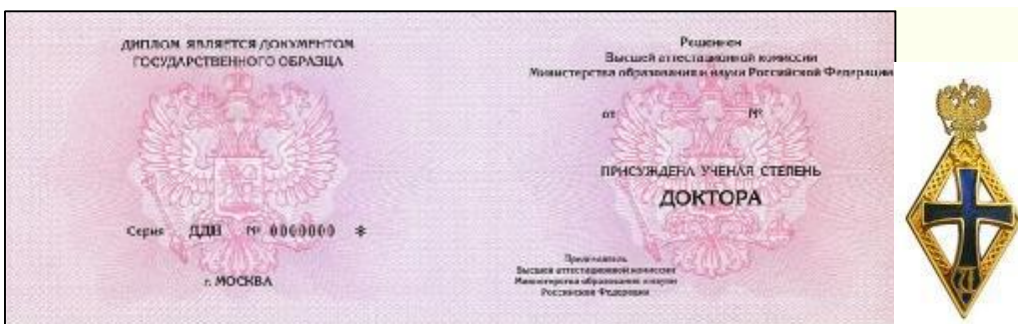 ДИПЛОМ ЯВЛЯЕТСЯ ДОКУМЕНТОМ
ГОСУДАРСТВЕННОГО ОБРАЗЦА
Серия ДДН № 0000000 *
г. МОСКВА
Решением
Высшей аттестационной комиссии
Министерства образования и науки Российской Федерации
от №
ПРИСУЖДЕНА УЧЕНАЯ СТЕПЕНЬ
ДОКТОРА
Председатель
Высшей аттестационной комиссии
Министерства образования и науки
Российской Федерации